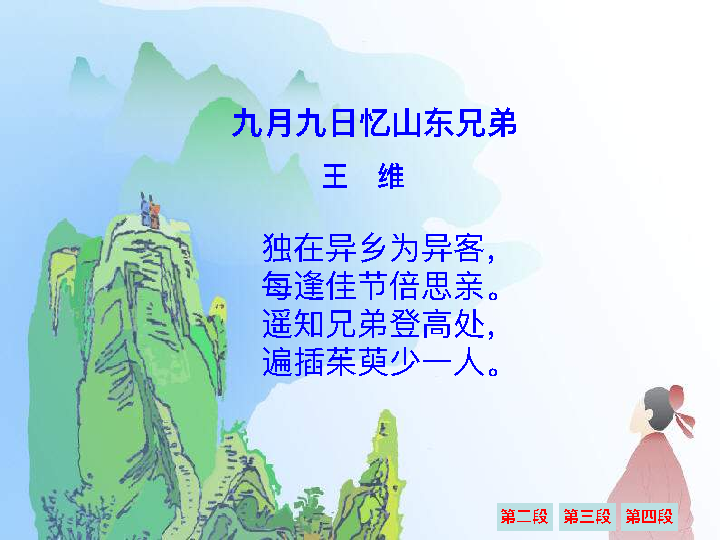 九月九日忆山东兄弟
王 维
独在异乡为异客，
每逢佳节倍思亲。
遥知兄弟登高处，
遍插茱萸少一人。
第二段 第三段 第四段